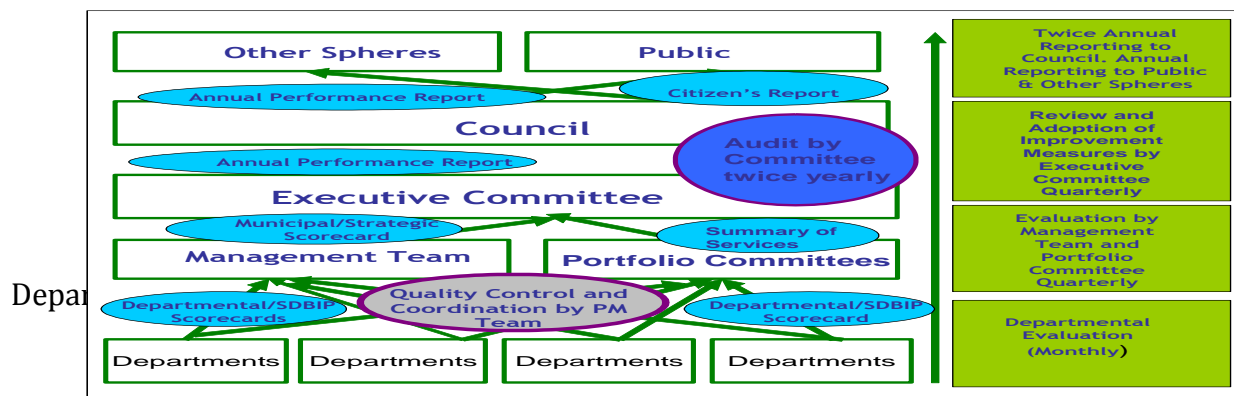 Other Spheres
Public
Annual Performance Report
Citizen's Report
Council
Audit by
Committee
twice yearly
Annual Performance Report
Executive Committee
Municipal/Strategic
Scorecard
Summary of
Services
Management Team
Portfolio Committees
Depar
Departmental/SDBIP
Scorecards
Quality Control and
Coordination by PM
Team
Departmental/SDBIP
Scorecard
Departments
Departments
Departments
Departments
Twice Annual
Reporting to
Council. Annual
Reporting to Public
& Other Spheres
Review and
Adoption of
Improvement
Measures by
Executive
Committee
Quarterly
Evaluation by
Management
Team and
Portfolio
Committee
Quarterly
Departmental
Evaluation
(Monthly)